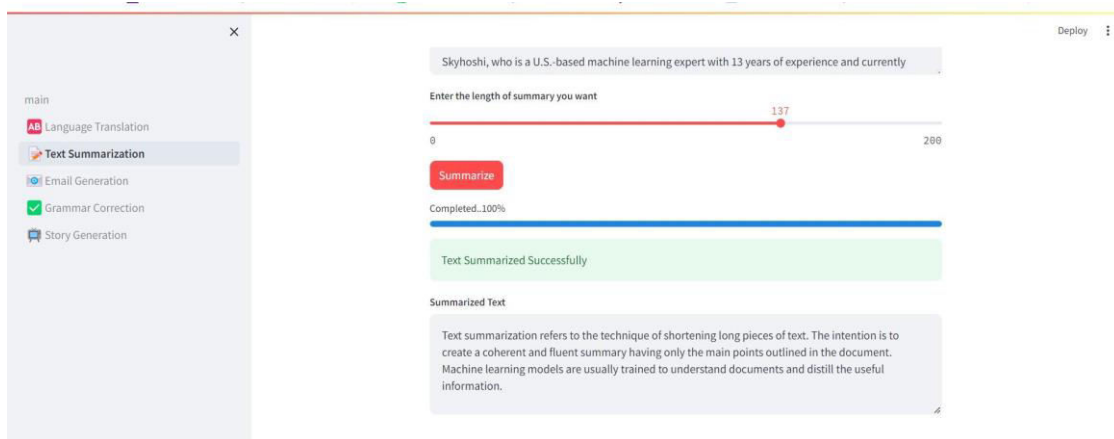 Deploy
Skyhoshi, who is a U.S.-based machine learning expert with 13 years of experience and currently
main
Enter the length of summary you want
137
AB Language Translation
0
200
Text Summarization
Summarize
Email Generation
Grammar Correction
Completed..100%
Story Generation
Text Summarized Successfully
Summarized Text
Text summarization refers to the technique of shortening long pieces of text. The intention is to
create a coherent and fluent summary having only the main points outlined in the document.
Machine learning models are usually trained to understand documents and distill the useful
information.